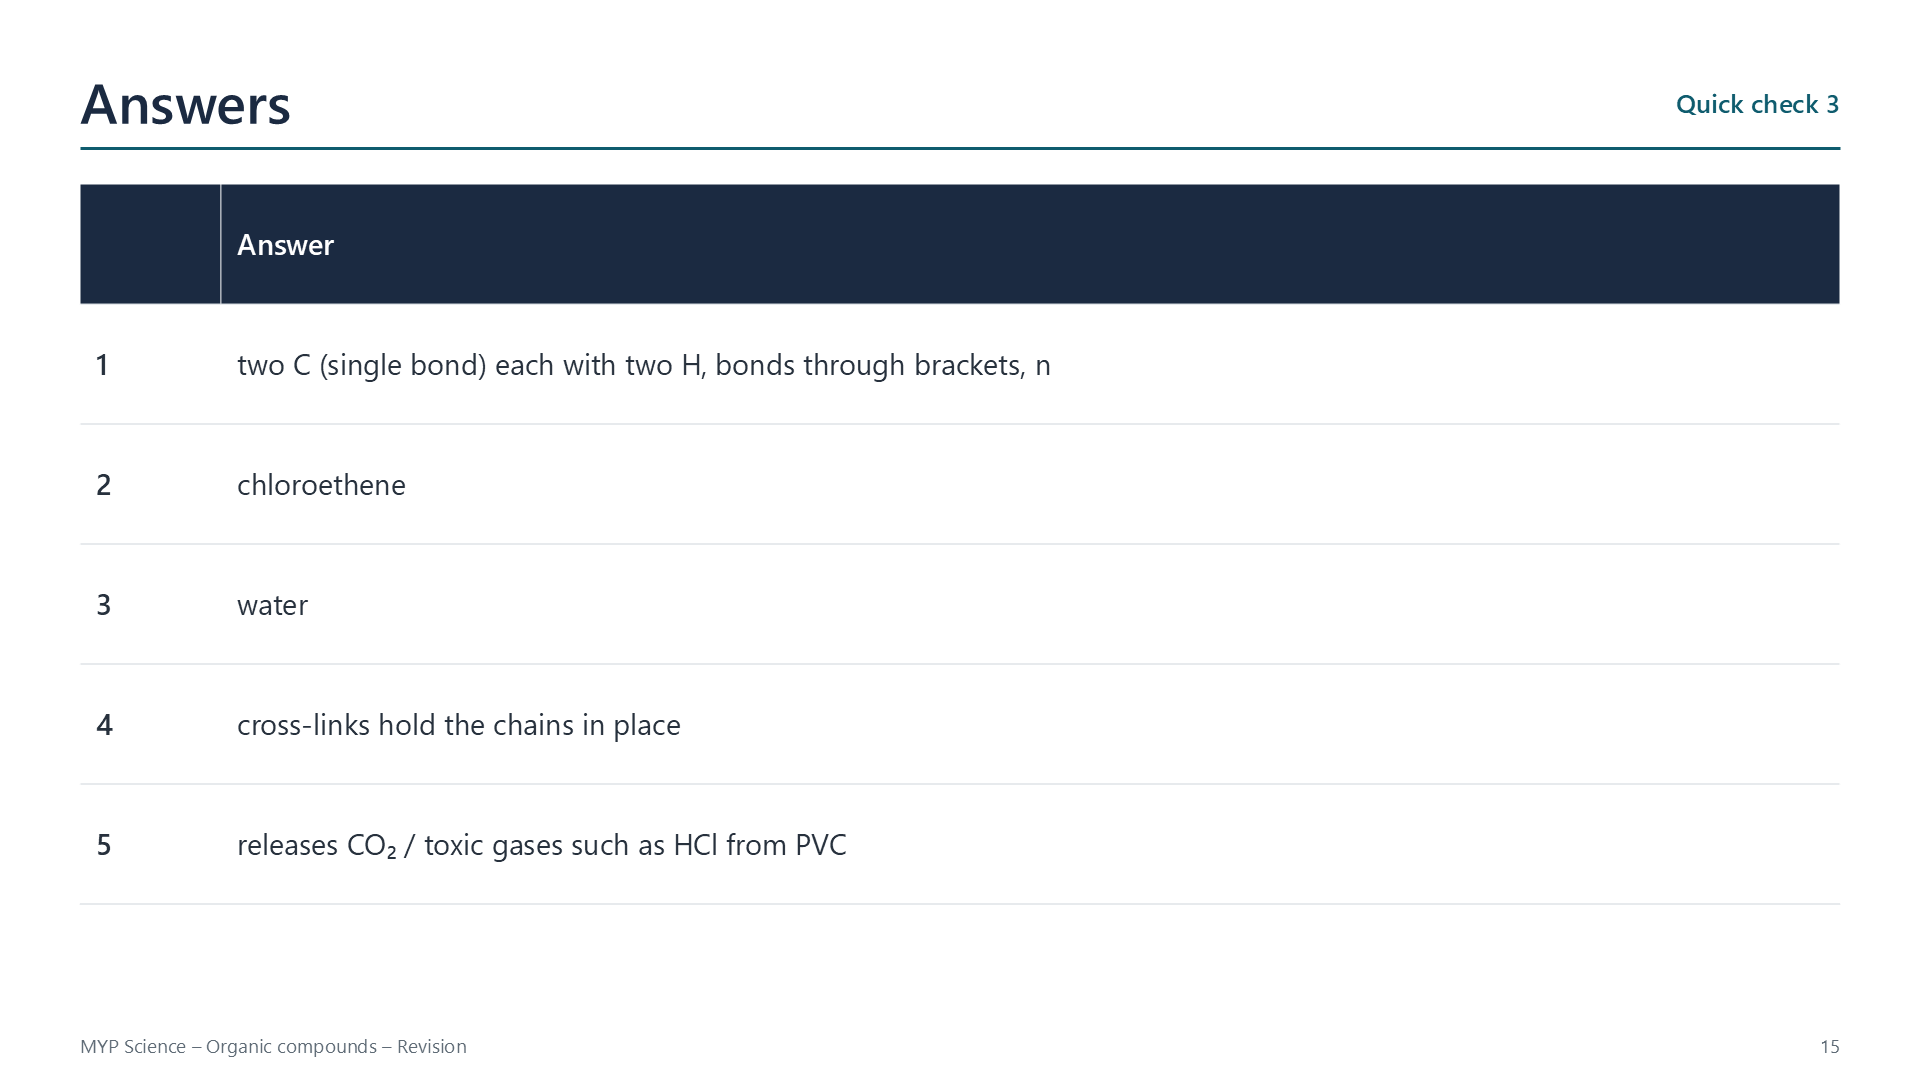 Answers
Quick check 3
Answer
1 two C (single bond) each with two H, bonds through brackets, n
2 chloroethene
3 water
4 cross-links hold the chains in place
5 releases CO₂ / toxic gases such as HCl from PVC
MYP Science – Organic compounds – Revision
15